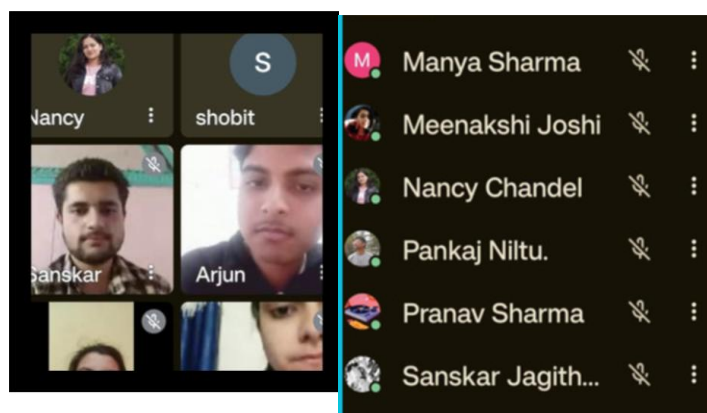 Nancy
shobit
S
Sanskar
Arjun
M
Manya Sharma
Meenakshi Joshi
Nancy Chandel
Pankaj Niltu.
Pranav Sharma
Sanskar Jagith...